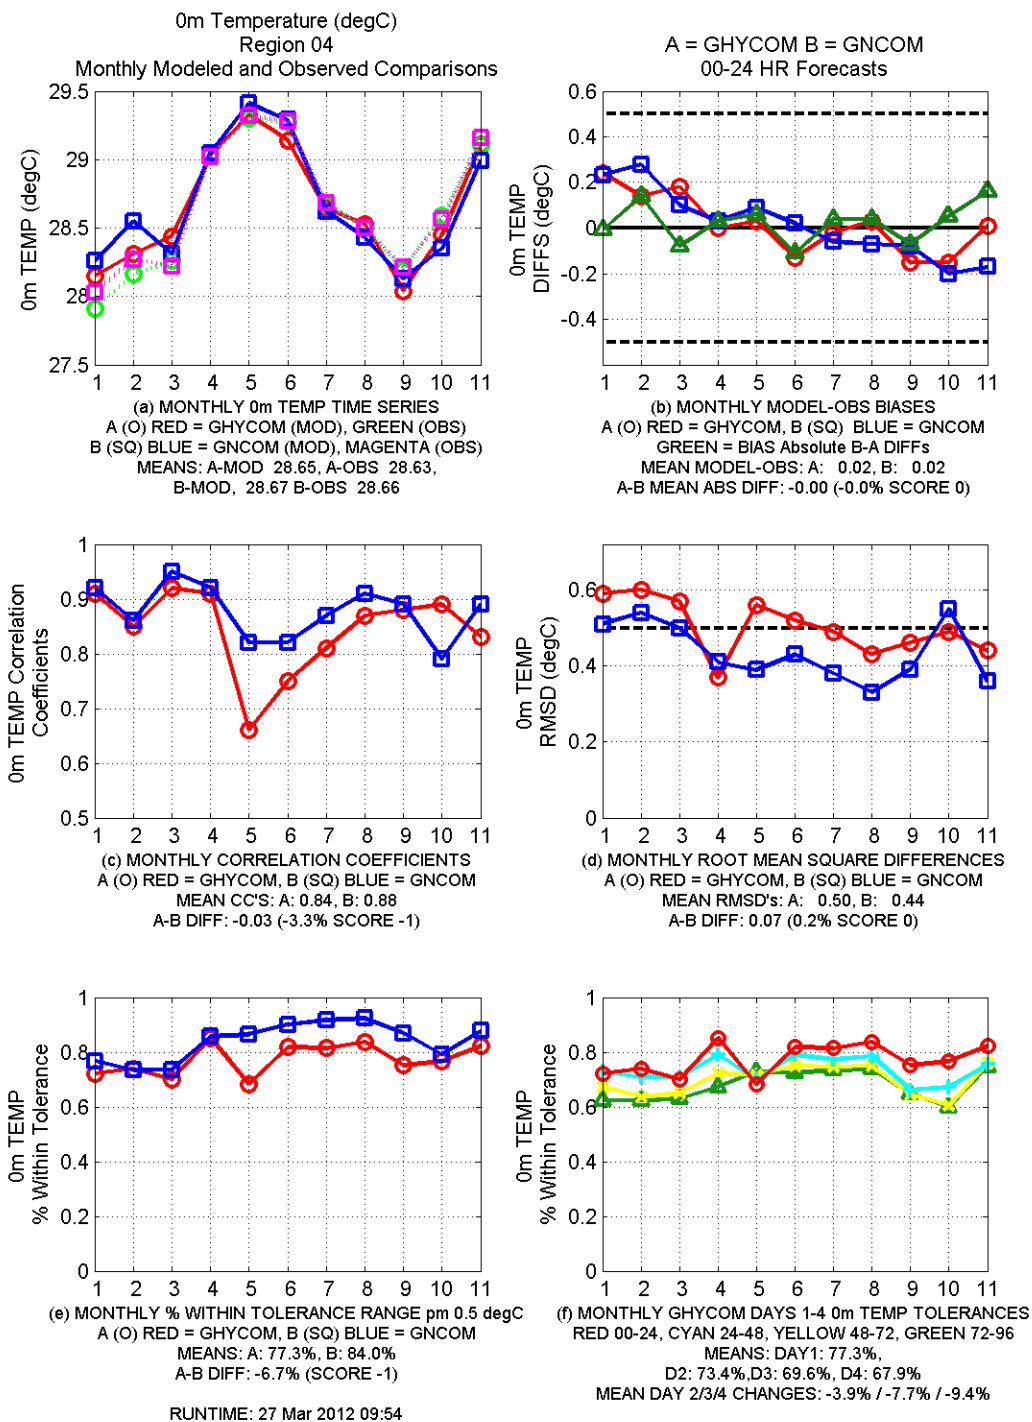 0m Temperature (degC)
Region 04
Monthly Modeled and Observed Comparisons
A = GHYCOM B = GNCOM
00-24 HR Forecasts
0m TEMP (degC)
29.5
29
28.5
28
27.5
1 2 3 4 5 6 7 8 9 10 11
(a) MONTHLY 0m TEMP TIME SERIES
A (O) RED = GHYCOM (MOD), GREEN (OBS)
B (SQ) BLUE = GNCOM (MOD), MAGENTA (OBS)
MEANS: A-MOD 28.65, A-OBS 28.63,
B-MOD, 28.67 B-OBS 28.66
0m TEMP
DIFFS (degC)
0.6
0.4
0.2
0
-0.2
-0.4
1 2 3 4 5 6 7 8 9 10 11
(b) MONTHLY MODEL-OBS BIASES
A (O) RED = GHYCOM, B (SQ) BLUE = GNCOM
GREEN = BIAS Absolute B-A DIFFs
MEAN MODEL-OBS: A: 0.02, B: 0.02
A-B MEAN ABS DIFF: -0.00 (-0.0% SCORE 0)
0m TEMP Correlation
Coefficients
1
0.9
0.8
0.7
0.6
0.5
1 2 3 4 5 6 7 8 9 10 11
(c) MONTHLY CORRELATION COEFFICIENTS
A (O) RED = GHYCOM, B (SQ) BLUE = GNCOM
MEAN CC'S: A: 0.84, B: 0.88
A-B DIFF: -0.03 (-3.3% SCORE -1)
0m TEMP
RMSD (degC)
0.6
0.4
0.2
0
1 2 3 4 5 6 7 8 9 10 11
(d) MONTHLY ROOT MEAN SQUARE DIFFERENCES
A (O) RED = GHYCOM, B (SQ) BLUE = GNCOM
MEAN RMSD's: A: 0.50, B: 0.44
A-B DIFF: 0.07 (0.2% SCORE 0)
0m TEMP
% Within Tolerance
1
0.8
0.6
0.4
0.2
0
1 2 3 4 5 6 7 8 9 10 11
(e) MONTHLY % WITHIN TOLERANCE RANGE pm 0.5 degC
A (O) RED = GHYCOM, B (SQ) BLUE = GNCOM
MEANS: A: 77.3%, B: 84.0%
A-B DIFF: -6.7% (SCORE -1)
0m TEMP
% Within Tolerance
1
0.8
0.6
0.4
0.2
0
1 2 3 4 5 6 7 8 9 10 11
(f) MONTHLY GHYCOM DAYS 1-4 0m TEMP TOLERANCES
RED 00-24, CYAN 24-48, YELLOW 48-72, GREEN 72-96
MEANS: DAY1: 77.3%,
D2: 73.4%,D3: 69.6%, D4: 67.9%
MEAN DAY 2/3/4 CHANGES: -3.9% / -7.7% / -9.4%
RUNTIME: 27 Mar 2012 09:54